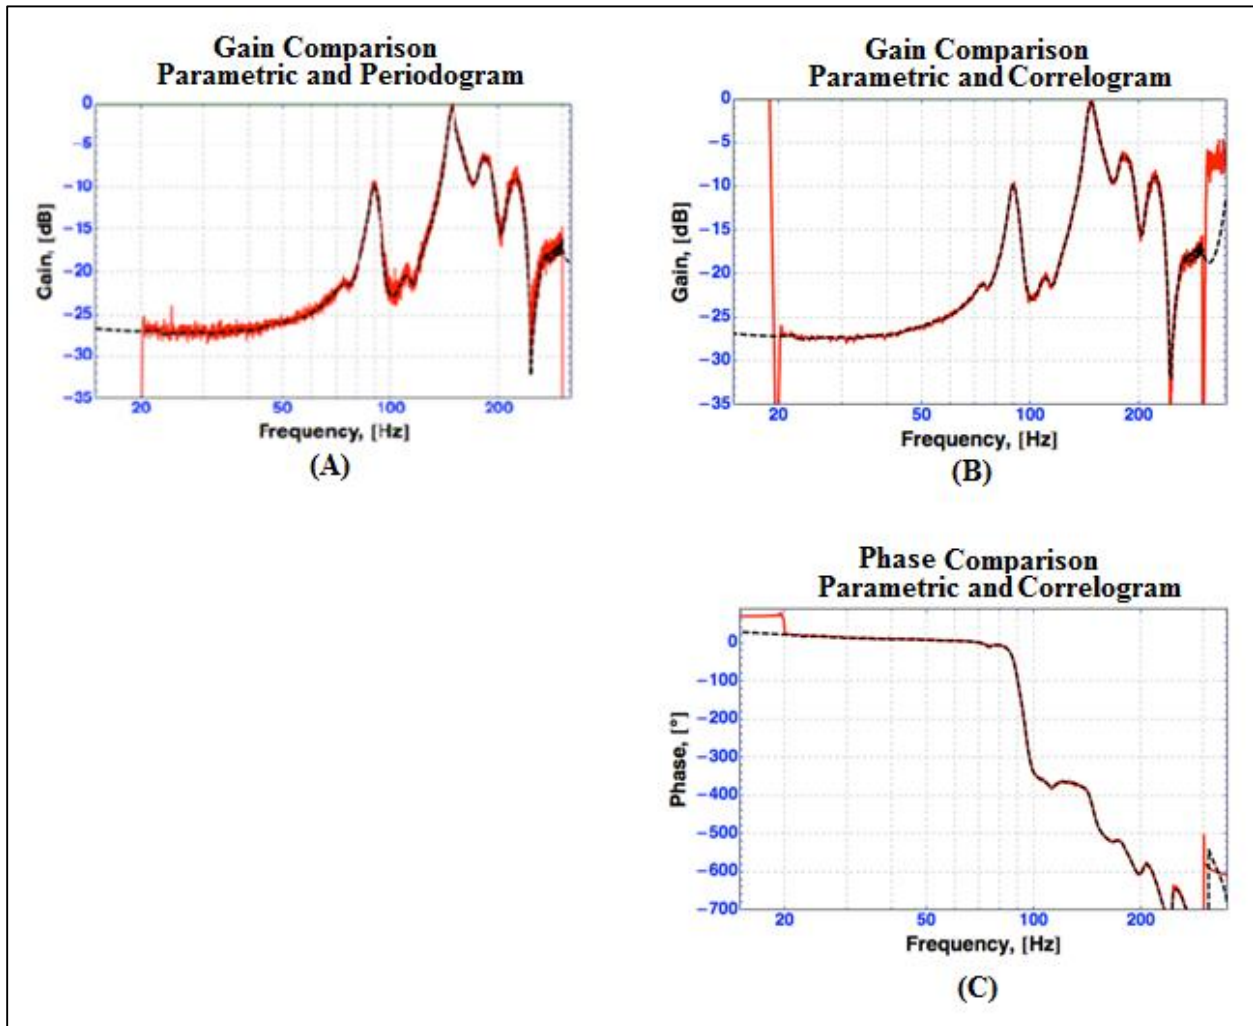 Gain Comparison
Parametric and Periodogram
0
-5
-10
-15
-20
-25
-30
-35
Gain, [dB]
20
50
100
200
Frequency, [Hz]
(A)
Gain Comparison
Parametric and Correlogram
0
-5
-10
-15
-20
-25
-30
-35
Gain, [dB]
20
50
100
200
Frequency, [Hz]
(B)
Phase Comparison
Parametric and Correlogram
0
-100
-200
-300
-400
-500
-600
-700
Phase, [°]
20
50
100
200
Frequency, [Hz]
(C)